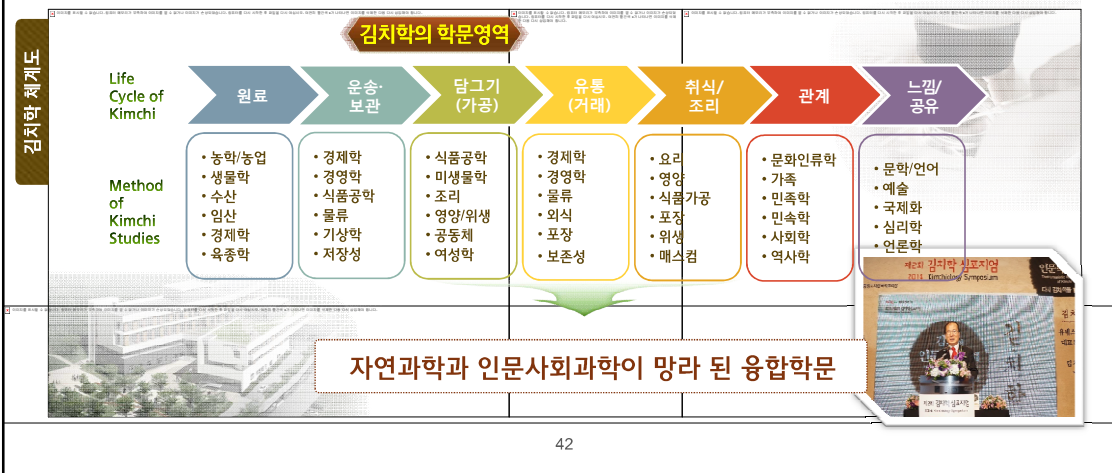 김치학 체계도
김치학의 학문영역
Life
Cycle of
Kimchi
원료
운송·
보관
담그기
(가공)
유통
(거래)
취식/
조리
관계
느낌/
공유
Method
of
Kimchi
Studies
• 농학/농업
• 생물학
• 수산
• 임산
• 경제학
• 육종학
• 경제학
• 경영학
• 식품공학
• 물류
• 기상학
• 저장성
• 식품공학
• 미생물학
• 조리
• 영양/위생
• 공동체
• 여성학
• 경제학
• 경영학
• 물류
• 외식
• 포장
• 보존성
• 요리
• 영양
• 식품가공
• 포장
• 위생
• 매스컴
• 문화인류학
• 가족
• 민족학
• 민속학
• 사회학
• 역사학
• 문학/언어
• 예술
• 국제화
• 심리학
• 언론학
제2회 김치학 심포지엄
2014 Kimchiology Symposium
자연과학과 인문사회과학이 망라 된 융합학문
42